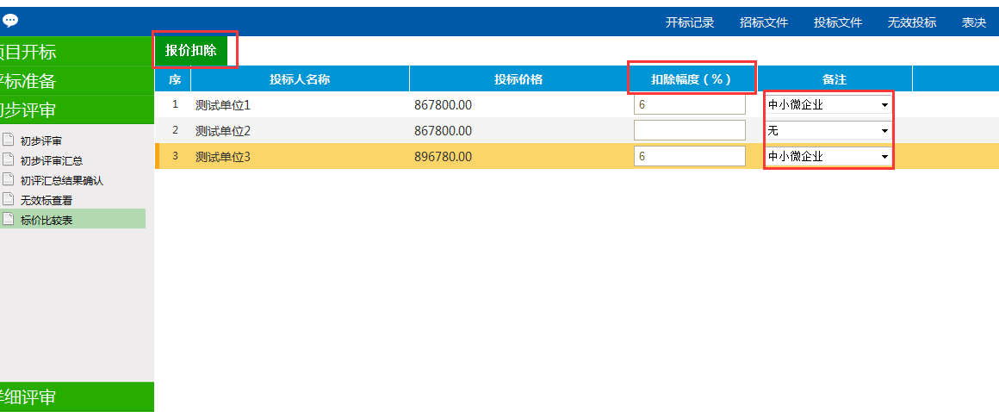 开标记录 招标文件 投标文件 无效投标 表决
项目开标
评标准备
初步评审
初步评审
初步评审汇总
初评汇总结果确认
无效标查看
标价比较表
详细评审
报价扣除
序 投标人名称 投标价格 扣除幅度（%） 备注
1 测试单位1 867800.00 6 中小微企业
2 测试单位2 867800.00 无
3 测试单位3 896780.00 6 中小微企业